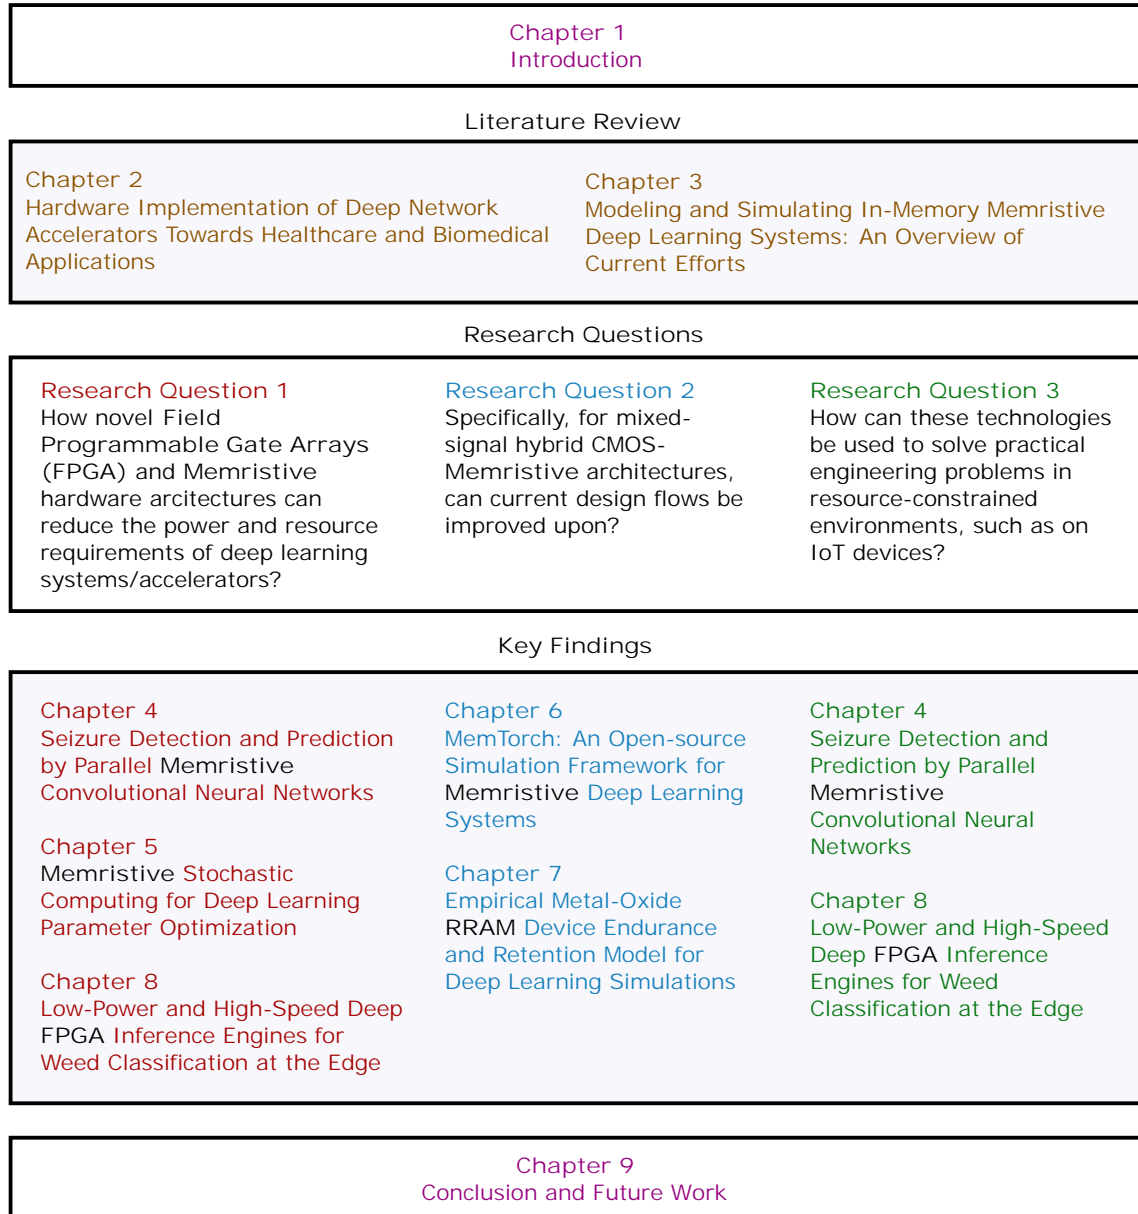 Chapter 1
Introduction
Literature Review
Chapter 2
Hardware Implementation of Deep Network
Accelerators Towards Healthcare and Biomedical
Applications
Chapter 3
Modeling and Simulating In-Memory Memristive
Deep Learning Systems: An Overview of
Current Efforts
Research Questions
Research Question 1
How novel Field
Programmable Gate Arrays
(FPGA) and Memristive
hardware arcitectures can
reduce the power and resource
requirements of deep learning
systems/accelerators?
Research Question 2
Specifically, for mixed-
signal hybrid CMOS-
Memristive architectures,
can current design flows be
improved upon?
Research Question 3
How can these technologies
be used to solve practical
engineering problems in
resource-constrained
environments, such as on
IoT devices?
Key Findings
Chapter 4
Seizure Detection and Prediction
by Parallel Memristive
Convolutional Neural Networks
Chapter 5
Memristive Stochastic
Computing for Deep Learning
Parameter Optimization
Chapter 8
Low-Power and High-Speed Deep
FPGA Inference Engines for
Weed Classification at the Edge
Chapter 6
MemTorch: An Open-source
Simulation Framework for
Memristive Deep Learning
Systems
Chapter 7
Empirical Metal-Oxide
RRAM Device Endurance
and Retention Model for
Deep Learning Simulations
Chapter 4
Seizure Detection and
Prediction by Parallel
Memristive
Convolutional Neural
Networks
Chapter 8
Low-Power and High-Speed
Deep FPGA Inference
Engines for Weed
Classification at the Edge
Chapter 9
Conclusion and Future Work